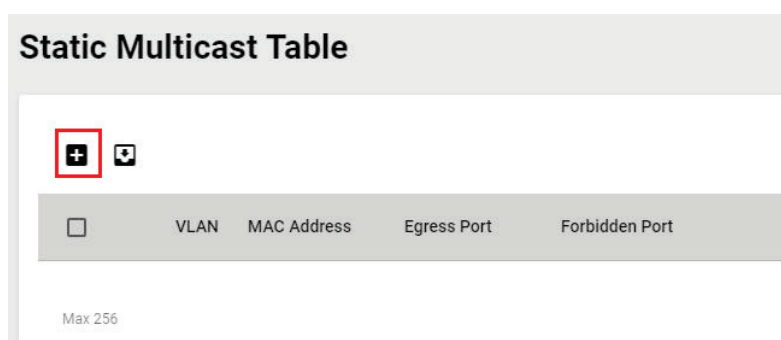 Static Multicast Table
VLAN MAC Address Egress Port Forbidden Port
Max 256